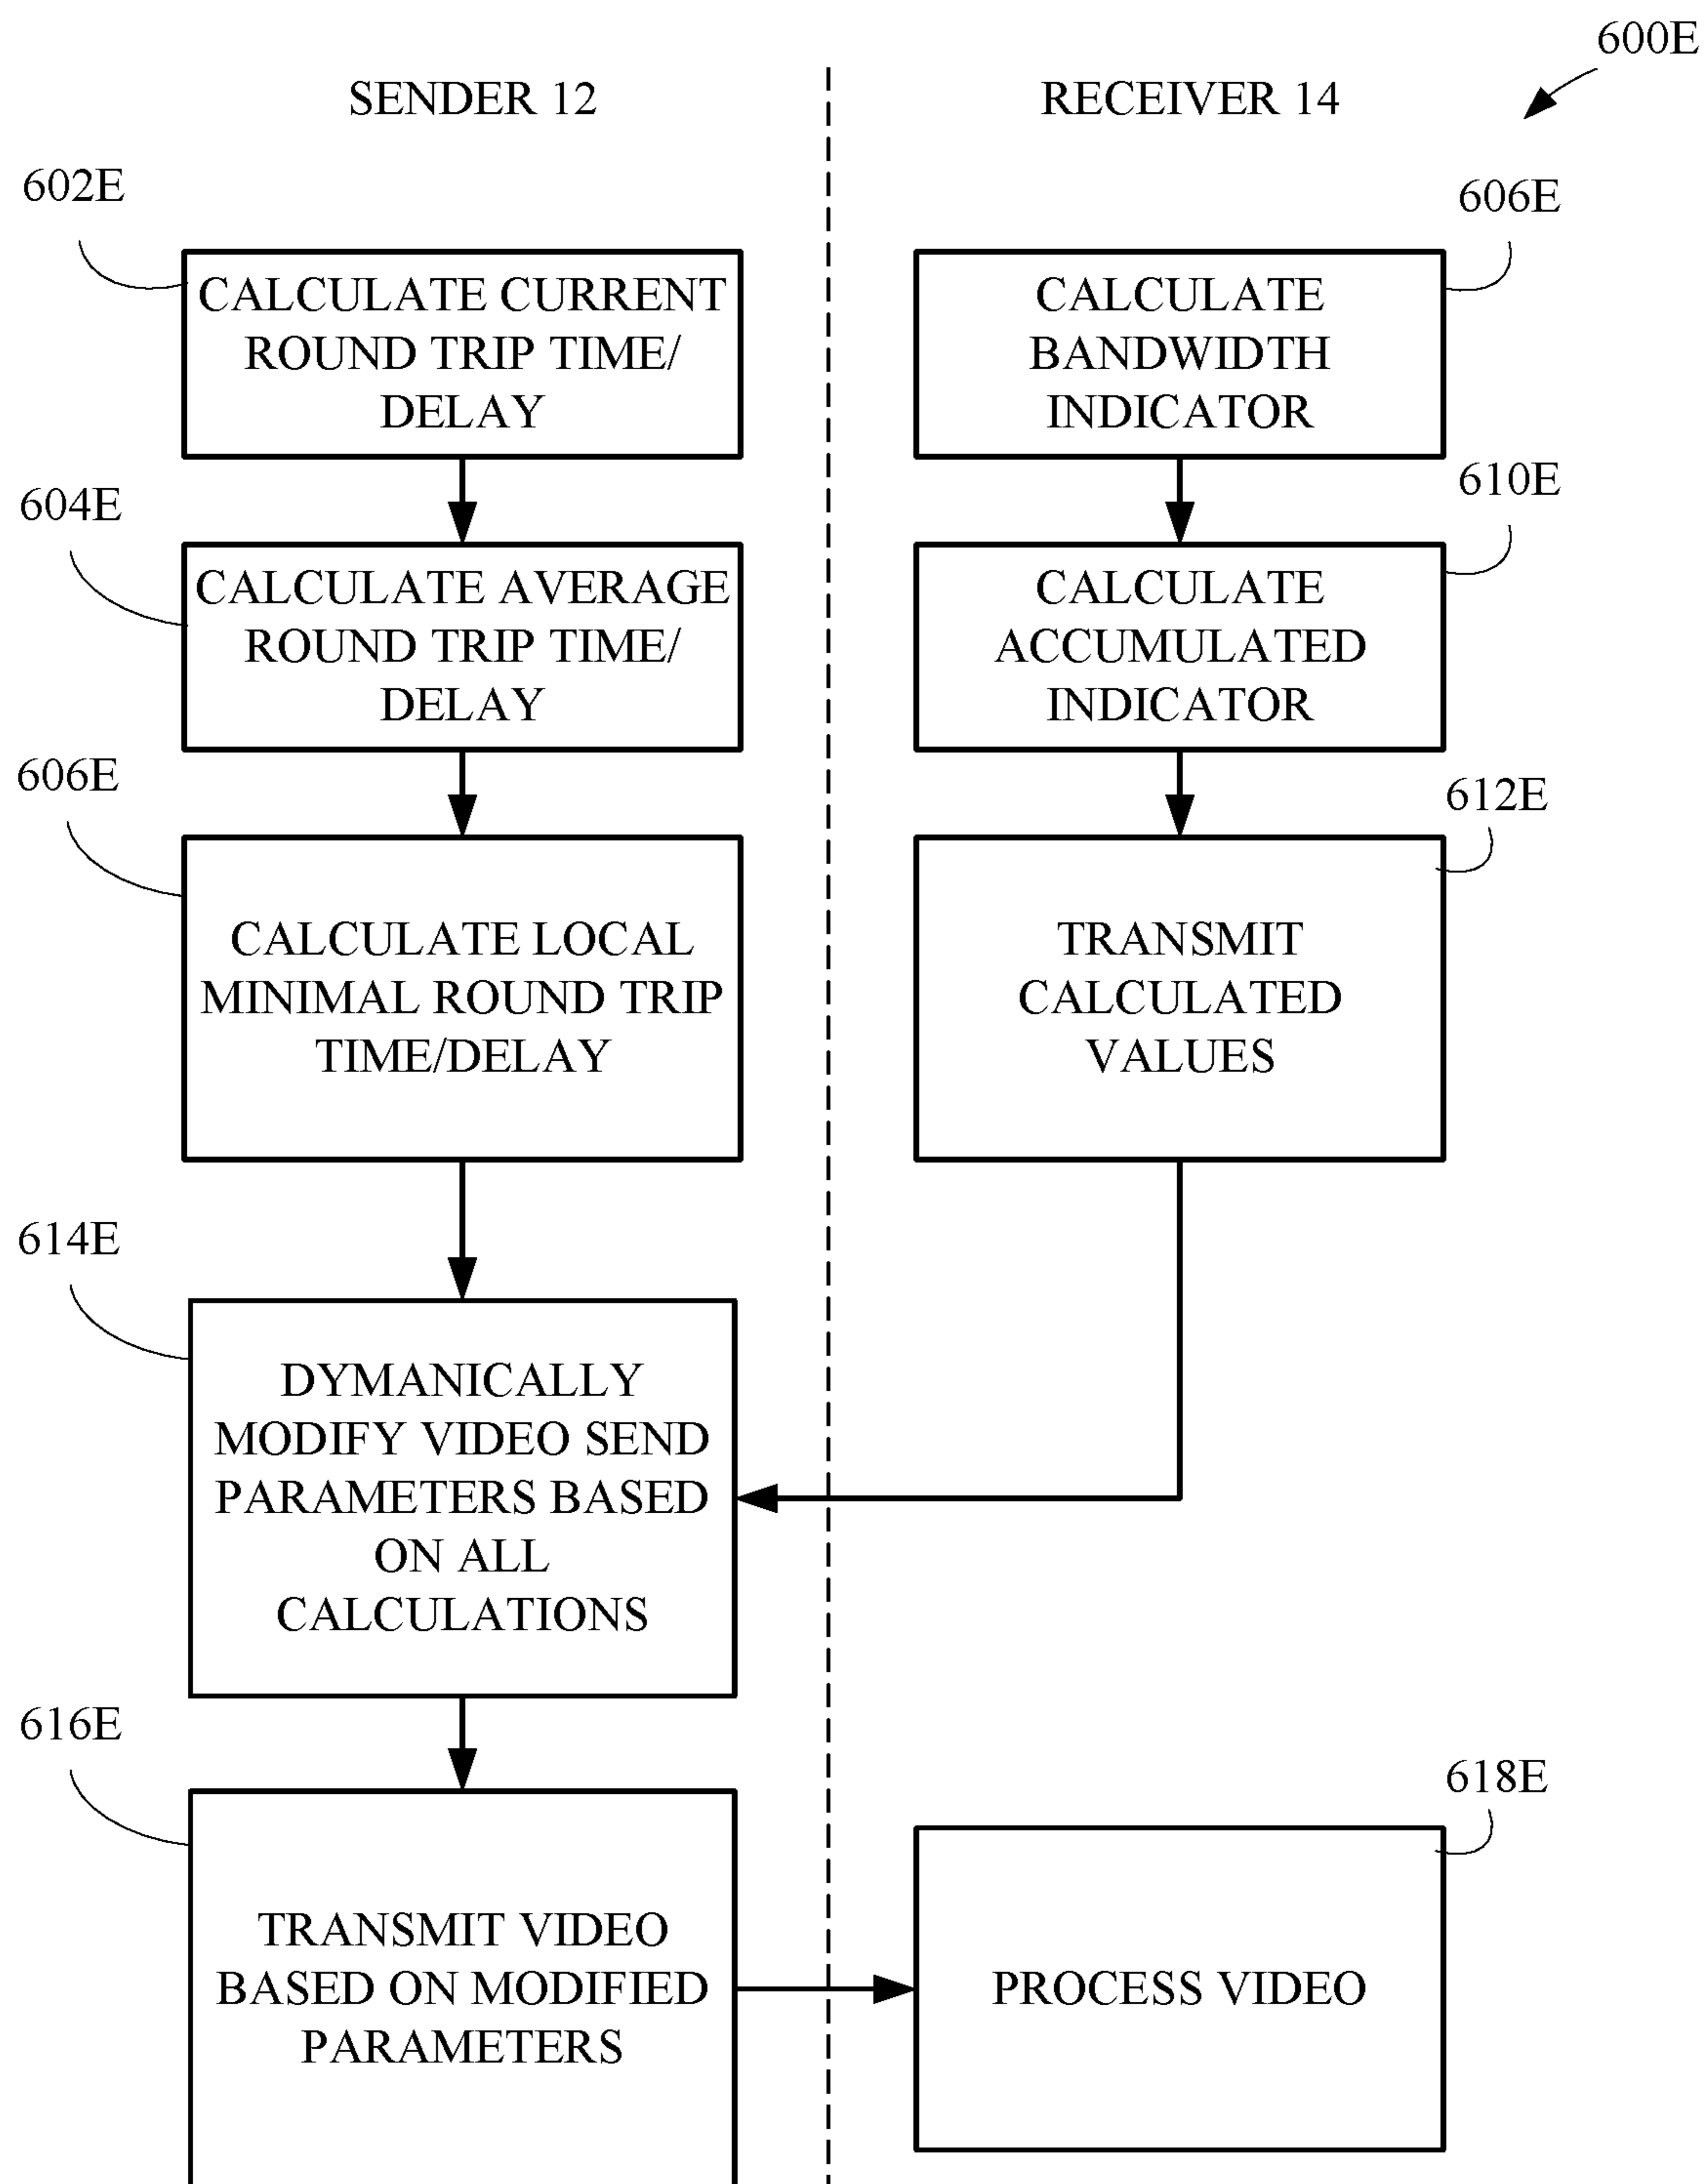 600E
SENDER 12
RECEIVER 14
602E
CALCULATE CURRENT
ROUND TRIP TIME/
DELAY
606E
CALCULATE
BANDWIDTH
INDICATOR
604E
CALCULATE AVERAGE
ROUND TRIP TIME/
DELAY
610E
CALCULATE
ACCUMULATED
INDICATOR
606E
CALCULATE LOCAL
MINIMAL ROUND TRIP
TIME/DELAY
612E
TRANSMIT
CALCULATED
VALUES
614E
DYMANICALLY
MODIFY VIDEO SEND
PARAMETERS BASED
ON ALL
CALCULATIONS
616E
TRANSMIT VIDEO
BASED ON MODIFIED
PARAMETERS
618E
PROCESS VIDEO